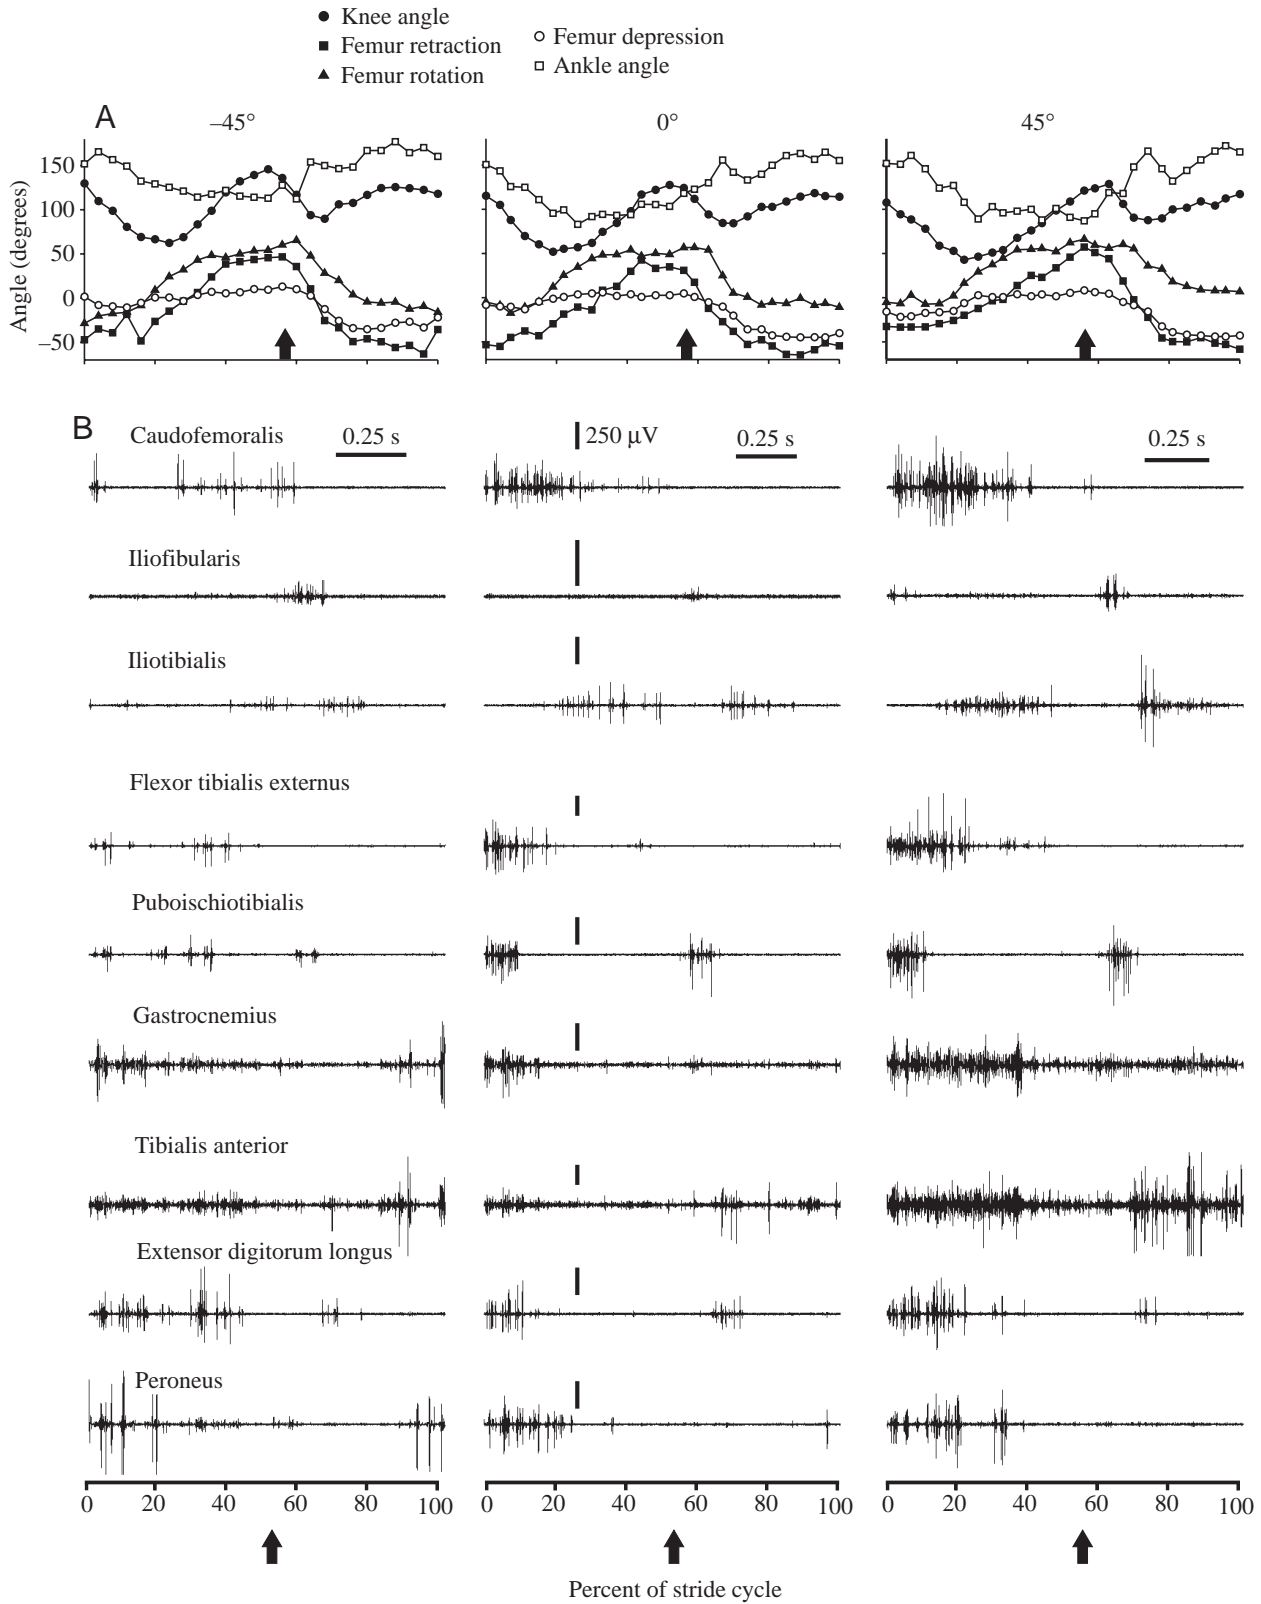 Knee angle
Femur retraction
Femur rotation
Femur depression
Ankle angle
A
–45°
0°
45°
Angle (degrees)
150
100
50
0
–50
B
Caudofemoralis
0.25 s
250 µV
0.25 s
0.25 s
Iliofibularis
Iliotibialis
Flexor tibialis externus
Puboischiotibialis
Gastrocnemius
Tibialis anterior
Extensor digitorum longus
Peroneus
0 20 40 60 80 100
0 20 40 60 80 100
0 20 40 60 80 100
Percent of stride cycle